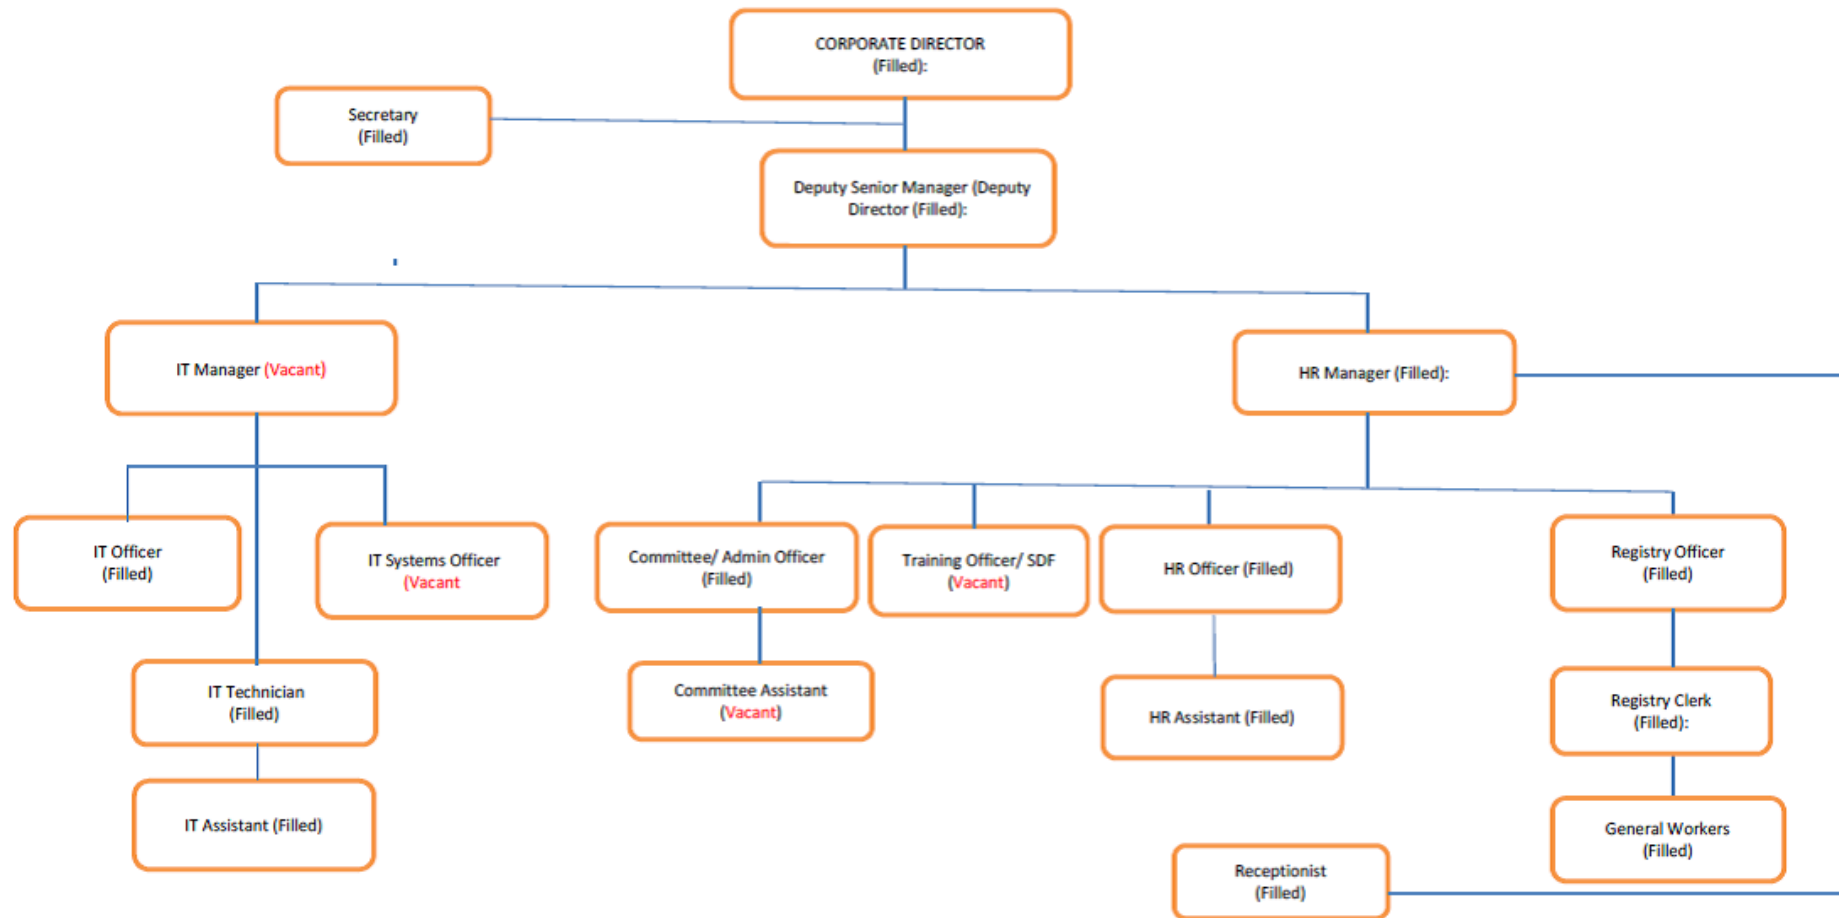 CORPORATE DIRECTOR
(Filled):
Secretary
(Filled)
Deputy Senior Manager (Deputy
Director (Filled):
IT Manager (Vacant)
HR Manager (Filled):
IT Officer
(Filled)
IT Systems Officer
(Vacant
Committee/ Admin Officer
(Filled)
Training Officer/ SDF
(Vacant)
HR Officer (Filled)
Registry Officer
(Filled)
IT Technician
(Filled)
Committee Assistant
(Vacant)
HR Assistant (Filled)
Registry Clerk
(Filled):
IT Assistant (Filled)
General Workers
(Filled)
Receptionist
(Filled)